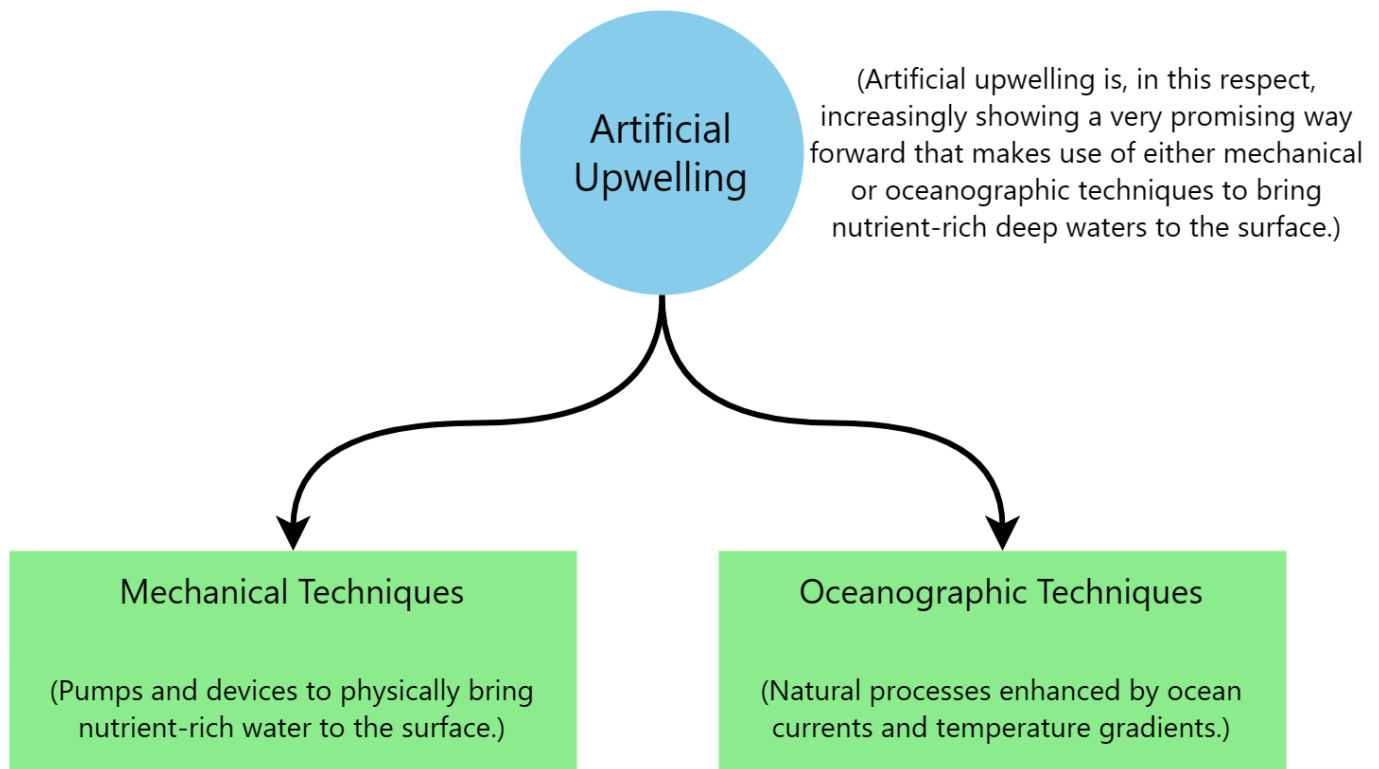 Artificial
Upwelling
(Artificial upwelling is, in this respect,
increasingly showing a very promising way
forward that makes use of either mechanical
or oceanographic techniques to bring
nutrient-rich deep waters to the surface.)
Mechanical Techniques
(Pumps and devices to physically bring
nutrient-rich water to the surface.)
Oceanographic Techniques
(Natural processes enhanced by ocean
currents and temperature gradients.)